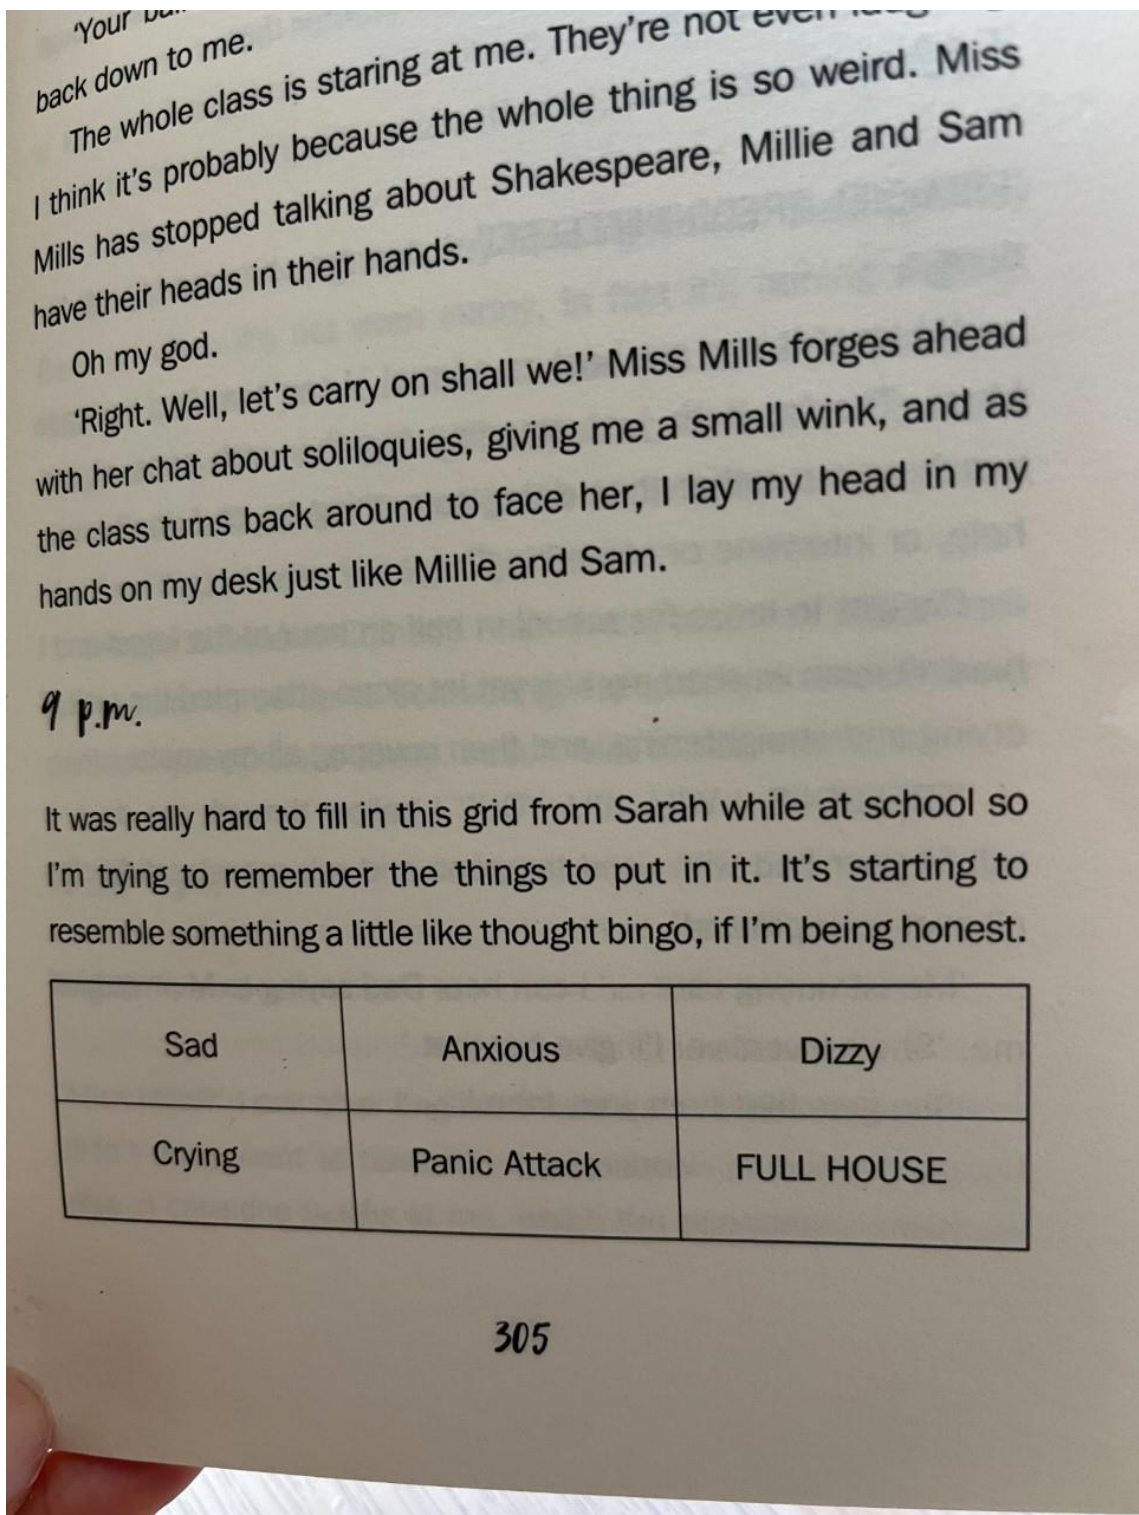 'Your
back down to me.
The whole class is staring at me. They're not even
I think it's probably because the whole thing is so weird. Miss
Mills has stopped talking about Shakespeare, Millie and Sam
have their heads in their hands.
Oh my god.
'Right. Well, let's carry on shall we!' Miss Mills forges ahead
with her chat about soliloquies, giving me a small wink, and as
the class turns back around to face her, I lay my head in my
hands on my desk just like Millie and Sam.
9 p.m.
It was really hard to fill in this grid from Sarah while at school so
I'm trying to remember the things to put in it. It's starting to
resemble something a little like thought bingo, if I'm being honest.
Sad Anxious Dizzy
Crying Panic Attack FULL HOUSE
305